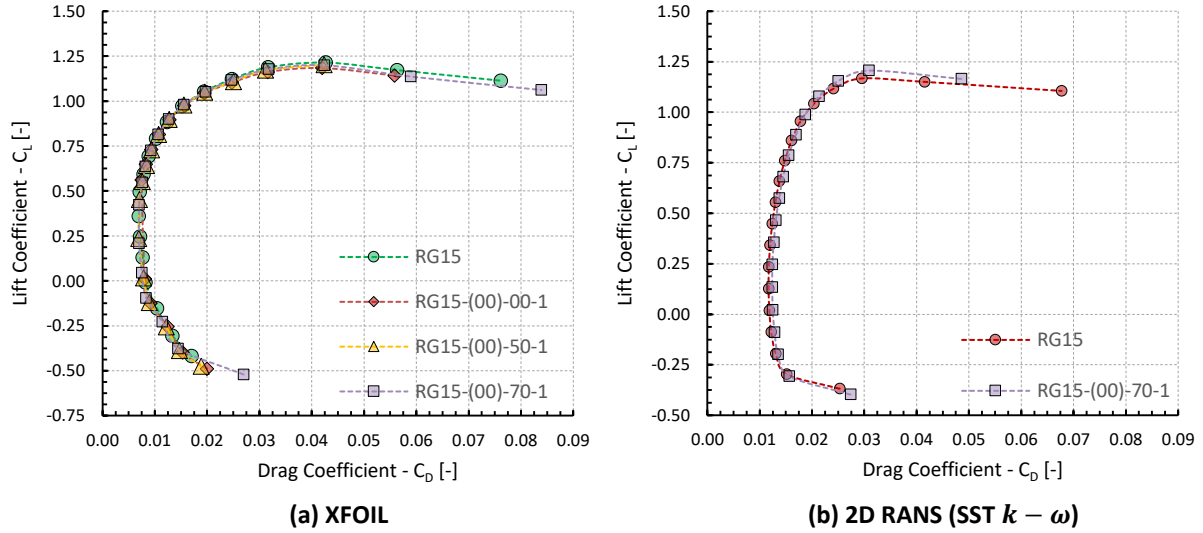 1.50
1.25
1.00
0.75
0.50
0.25
0.00
-0.25
-0.50
-0.75
Lift Coefficient - C_L [-]
RG15
RG15-(00)-00-1
RG15-(00)-50-1
RG15-(00)-70-1
0.00 0.01 0.02 0.03 0.04 0.05 0.06 0.07 0.08 0.09
Drag Coefficient - C_D [-]
(a) XFOIL
1.50
1.25
1.00
0.75
0.50
0.25
0.00
-0.25
-0.50
Lift Coefficient - C_L [-]
RG15
RG15-(00)-70-1
0.00 0.01 0.02 0.03 0.04 0.05 0.06 0.07 0.08 0.09
Drag Coefficient - C_D [-]
(b) 2D RANS (SST k − ω)